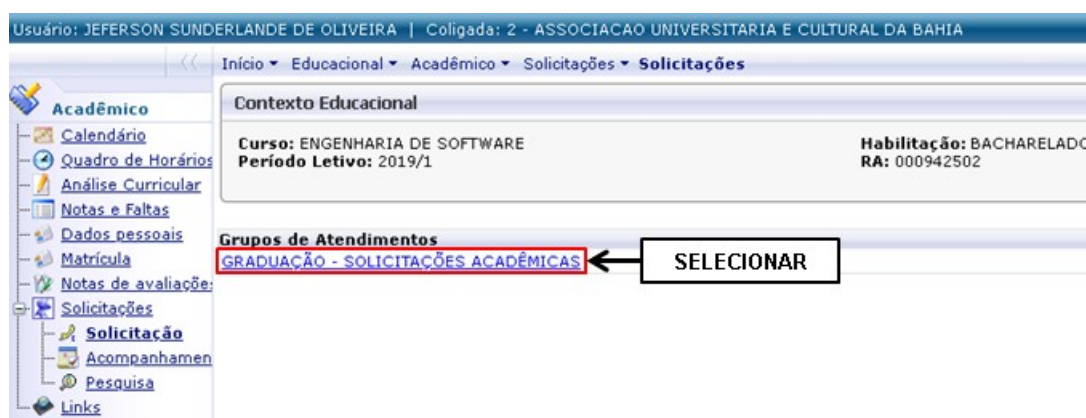 Usuário: JEFERSON SUNDERLANDE DE OLIVEIRA | Coligada: 2 - ASSOCIACAO UNIVERSITARIA E CULTURAL DA BAHIA
Início Educacional Acadêmico Solicitações Solicitações
Acadêmico
Calendário
Quadro de Horários
Análise Curricular
Notas e Faltas
Dados pessoais
Matrícula
Notas de avaliaçõe
Solicitações
Solicitação
Acompanhamen
Pesquisa
Links
Contexto Educacional
Curso: ENGENHARIA DE SOFTWARE
Habilitação: BACHARELADO
Período Letivo: 2019/1
RA: 000942502
Grupos de Atendimentos
GRADUAÇÃO - SOLICITAÇÕES ACADÊMICAS
SELECIONAR